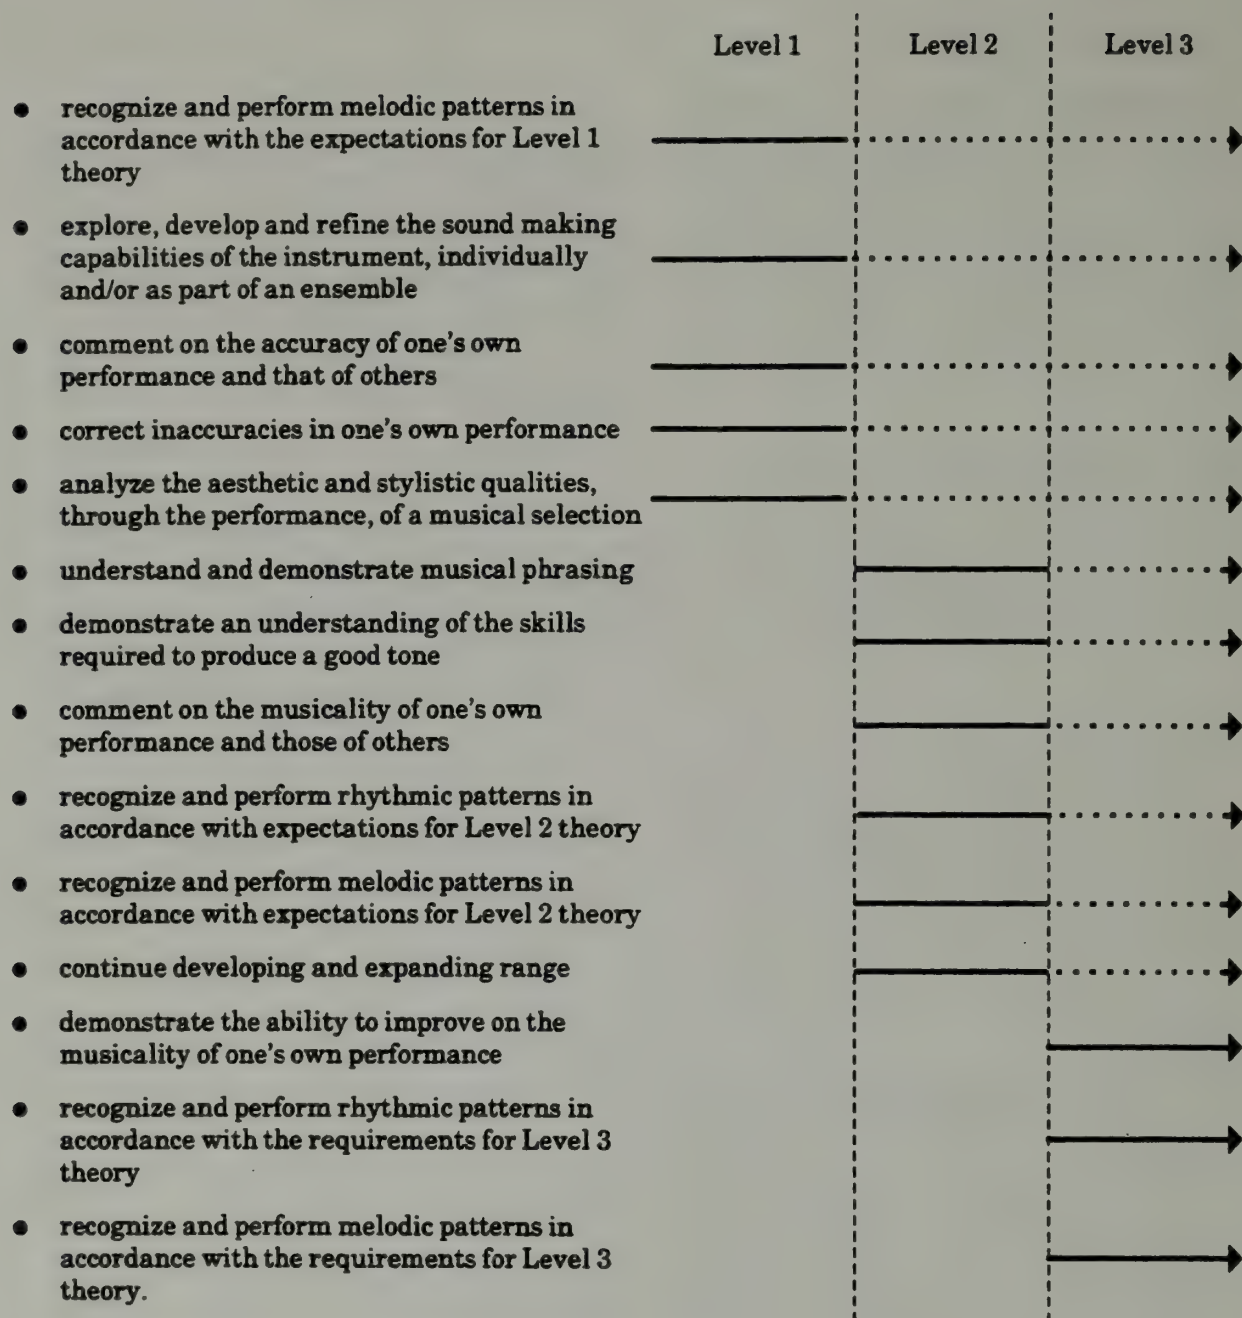 Level 1 Level 2 Level 3
• recognize and perform melodic patterns in
accordance with the expectations for Level 1
theory
• explore, develop and refine the sound making
capabilities of the instrument, individually
and/or as part of an ensemble
• comment on the accuracy of one's own
performance and that of others
• correct inaccuracies in one's own performance
• analyze the aesthetic and stylistic qualities,
through the performance, of a musical selection
• understand and demonstrate musical phrasing
• demonstrate an understanding of the skills
required to produce a good tone
• comment on the musicality of one's own
performance and those of others
• recognize and perform rhythmic patterns in
accordance with expectations for Level 2 theory
• recognize and perform melodic patterns in
accordance with expectations for Level 2 theory
• continue developing and expanding range
• demonstrate the ability to improve on the
musicality of one's own performance
• recognize and perform rhythmic patterns in
accordance with the requirements for Level 3
theory
• recognize and perform melodic patterns in
accordance with the requirements for Level 3
theory.